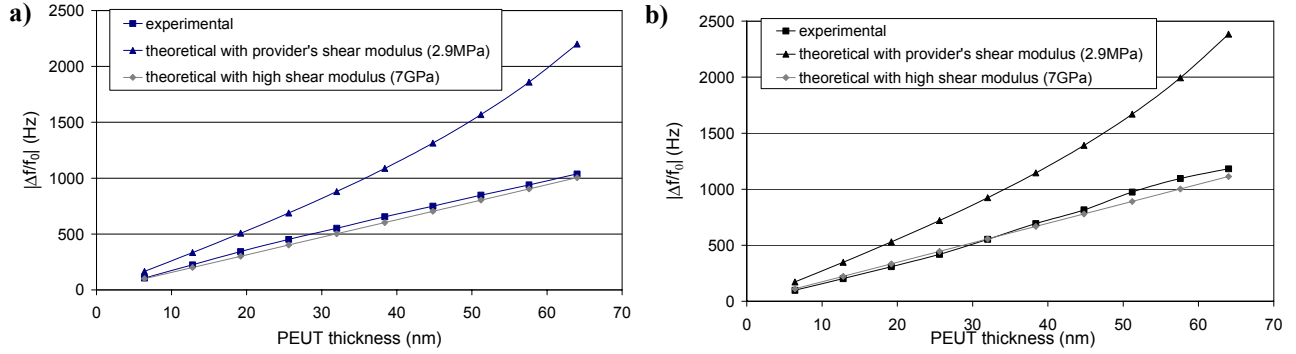 a)
2500
2000
1500
1000
500
0
|Δf/f0| (Hz)
experimental
theoretical with provider's shear modulus (2.9MPa)
theoretical with high shear modulus (7GPa)
0 10 20 30 40 50 60 70
PEUT thickness (nm)
b)
2500
2000
1500
1000
500
0
|Δf/f0| (Hz)
experimental
theoretical with provider's shear modulus (2.9MPa)
theoretical with high shear modulus (7GPa)
0 10 20 30 40 50 60 70
PEUT thickness (nm)